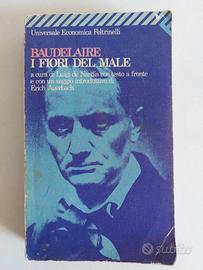 Universale Economica Feltrinelli
BAUDELAIRE
I FIORI DEL MALE
a cura di Luigi de Nardis con testo a fronte
e con un saggio introduttivo di
Erich Auerbach
subito